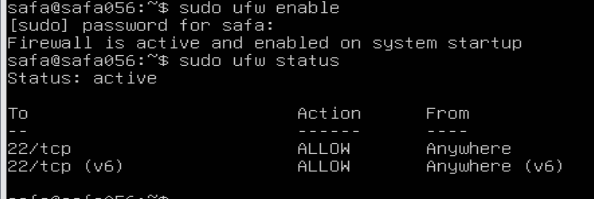 safa@safa056:~$ sudo ufw enable
[sudo] password for safa:
Firewall is active and enabled on system startup
safa@safa056:~$ sudo ufw status
Status: active
To                         Action      From
--                         ------      ----
22/tcp                     ALLOW       Anywhere
22/tcp (v6)                ALLOW       Anywhere (v6)
safa@safa056:~$